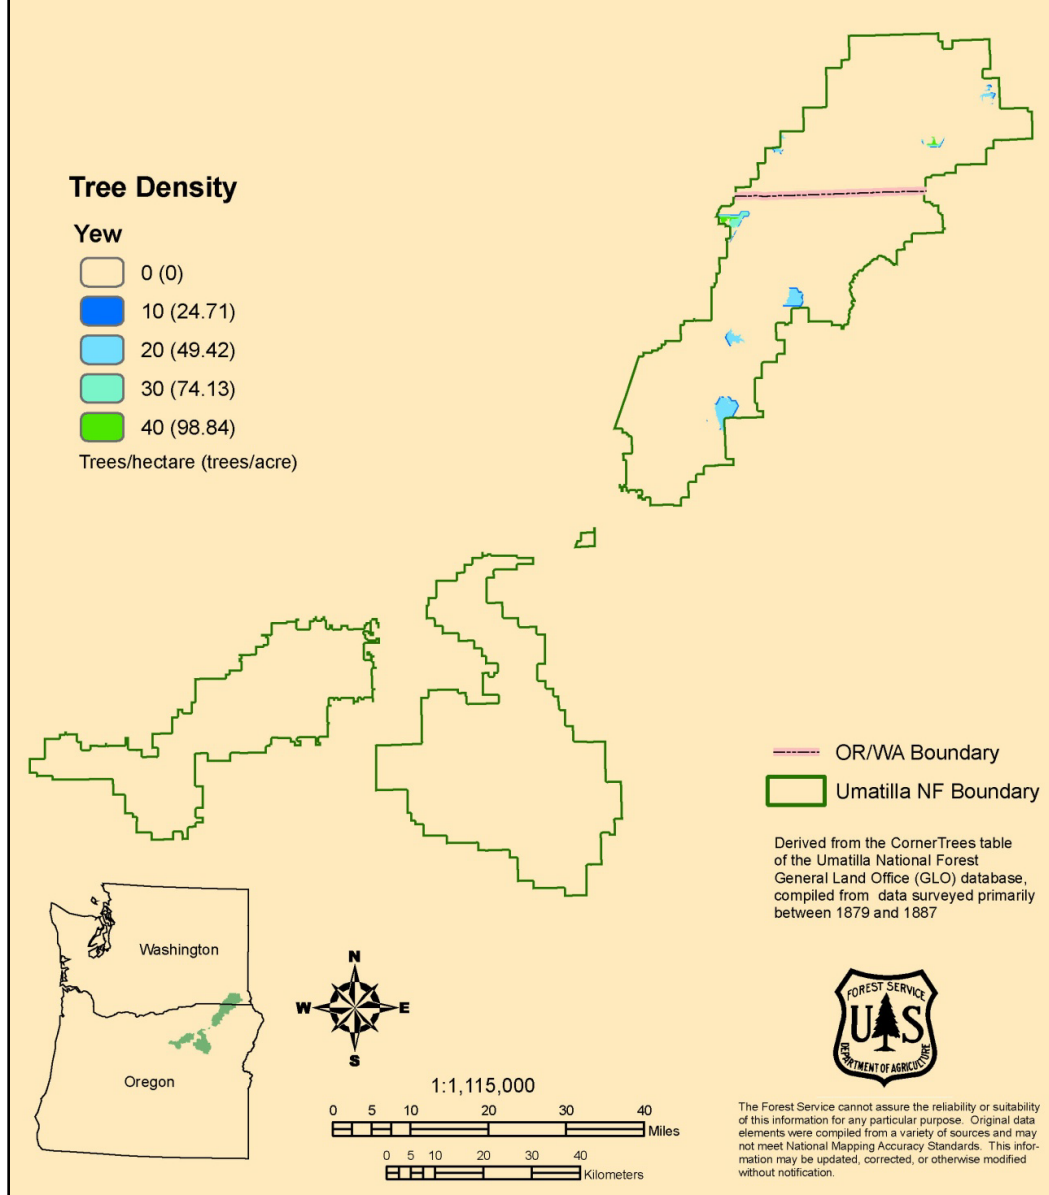 Tree Density
Yew
0 (0)
10 (24.71)
20 (49.42)
30 (74.13)
40 (98.84)
Trees/hectare (trees/acre)
OR/WA Boundary
Umatilla NF Boundary
Derived from the CornerTrees table
of the Umatilla National Forest
General Land Office (GLO) database,
compiled from data surveyed primarily
between 1879 and 1887
Washington
Oregon
N
W
E
S
1:1,115,000
0 5 10 20 30 40
Miles
0 5 10 20 30 40
Kilometers
FOREST SERVICE
U S
DEPARTMENT OF AGRICULTURE
The Forest Service cannot assure the reliability or suitability
of this information for any particular purpose. Original data
elements were compiled from a variety of sources and may
not meet National Mapping Accuracy Standards. This infor-
mation may be updated, corrected, or otherwise modified
without notification.